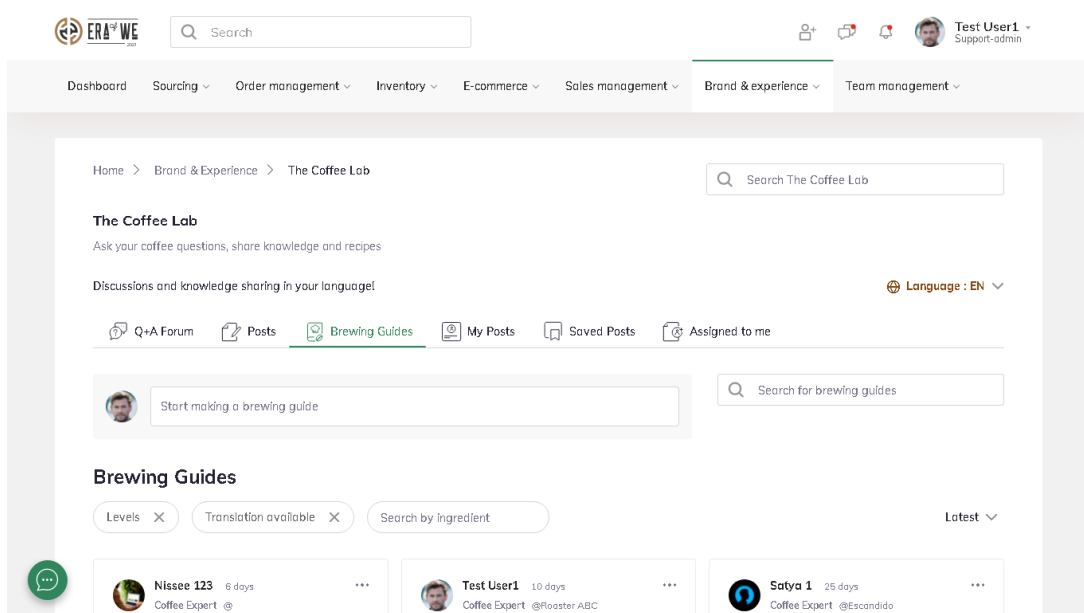 ERA of WE
2021
Search
Test User1
Support-admin
Dashboard Sourcing Order management Inventory E-commerce Sales management Brand & experience Team management
Home > Brand & Experience > The Coffee Lab
Search The Coffee Lab
The Coffee Lab
Ask your coffee questions, share knowledge and recipes
Discussions and knowledge sharing in your language!
Language : EN
Q+A Forum Posts Brewing Guides My Posts Saved Posts Assigned to me
Start making a brewing guide
Search for brewing guides
Brewing Guides
Levels Translation available Search by ingredient Latest
Nissee 123 6 days
Coffee Expert @
Test User1 10 days
Coffee Expert @Roaster ABC
Satya 1 25 days
Coffee Expert @Escandido